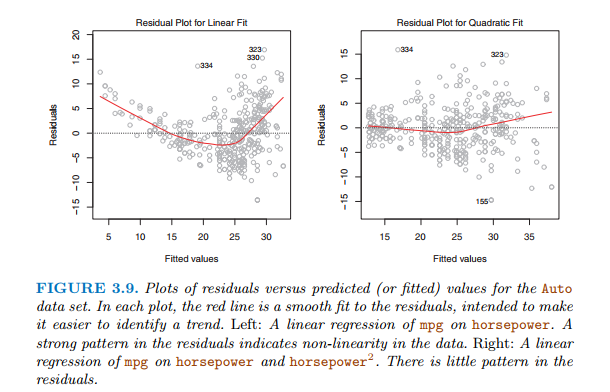 Residual Plot for Linear Fit
Residuals
20
15
10
5
0
−5
−10
−15
323
330
334
5 10 15 20 25 30
Fitted values
Residual Plot for Quadratic Fit
Residuals
15
10
5
0
−5
−10
−15
334
323
155
15 20 25 30 35
Fitted values
FIGURE 3.9. Plots of residuals versus predicted (or fitted) values for the Auto
data set. In each plot, the red line is a smooth fit to the residuals, intended to make
it easier to identify a trend. Left: A linear regression of mpg on horsepower. A
strong pattern in the residuals indicates non-linearity in the data. Right: A linear
regression of mpg on horsepower and horsepower². There is little pattern in the
residuals.